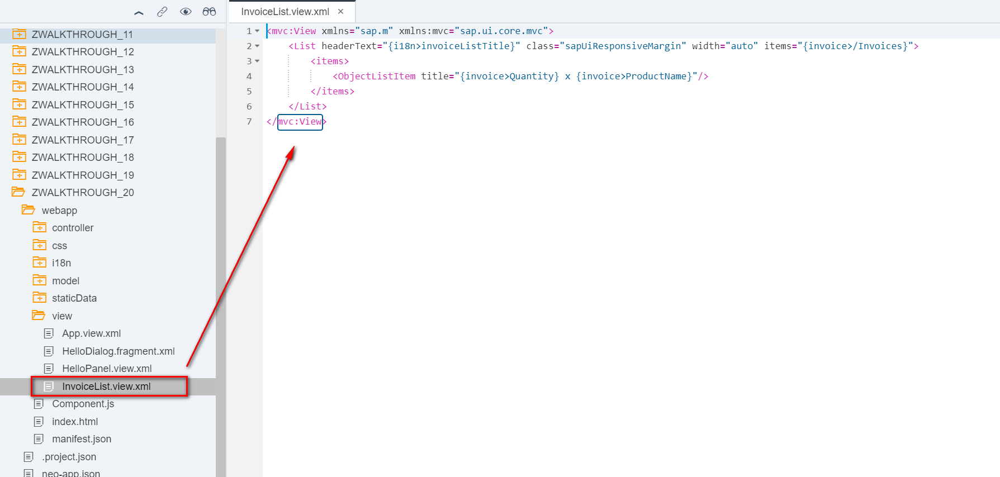 ZWALKTHROUGH_11
ZWALKTHROUGH_12
ZWALKTHROUGH_13
ZWALKTHROUGH_14
ZWALKTHROUGH_15
ZWALKTHROUGH_16
ZWALKTHROUGH_17
ZWALKTHROUGH_18
ZWALKTHROUGH_19
ZWALKTHROUGH_20
webapp
controller
css
i18n
model
staticData
view
App.view.xml
HelloDialog.fragment.xml
HelloPanel.view.xml
InvoiceList.view.xml
Component.js
index.html
manifest.json
.project.json
neo-app.json
InvoiceList.view.xml ×
1 <mvc:View xmlns="sap.m" xmlns:mvc="sap.ui.core.mvc">
2 <List headerText="{i18n>invoiceListTitle}" class="sapUiResponsiveMargin" width="auto" items="{invoice>/Invoices}">
3 <items>
4 <ObjectListItem title="{invoice>Quantity} x {invoice>ProductName}"/>
5 </items>
6 </List>
7 </mvc:View>